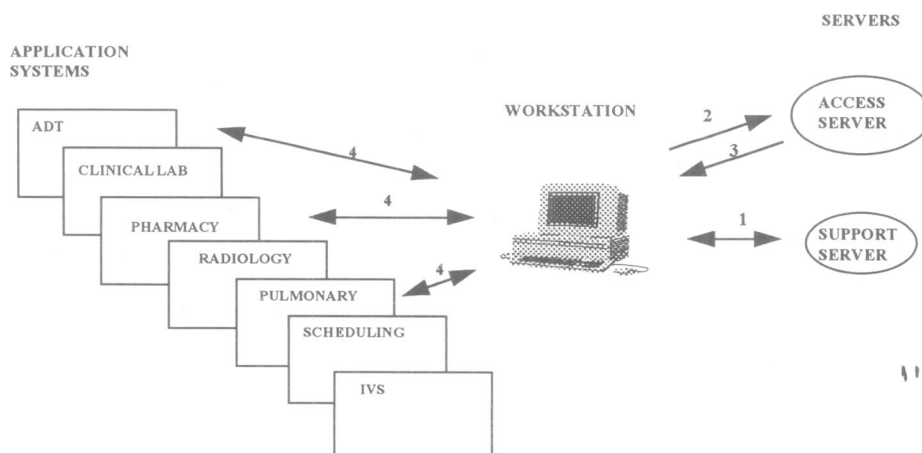 SERVERS
APPLICATION
SYSTEMS
WORKSTATION
ACCESS
SERVER
SUPPORT
SERVER
2
3
1
4
4
4
ADT
CLINICAL LAB
PHARMACY
RADIOLOGY
PULMONARY
SCHEDULING
IVS